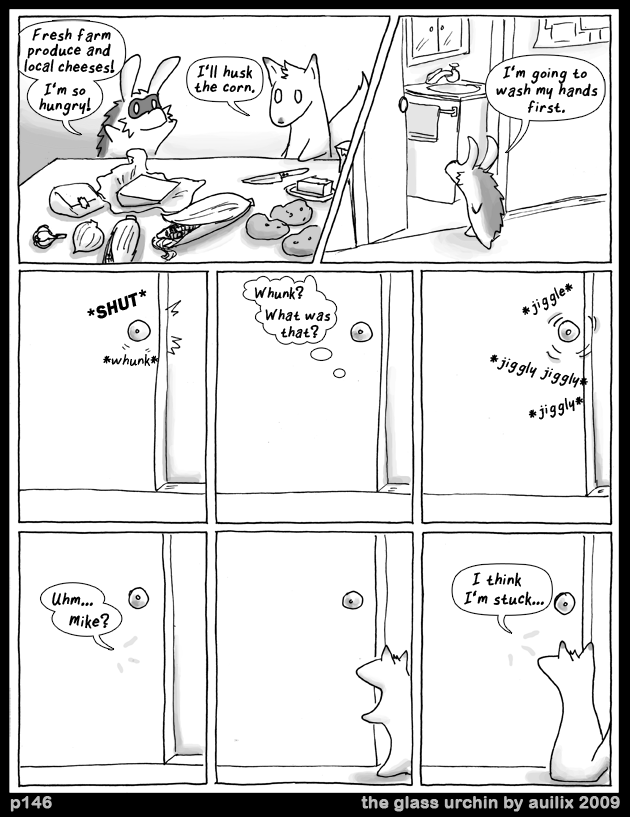 Fresh farm
produce and
local cheeses!
I'm so
hungry!
I'll husk
the corn.
I'm going to
wash my hands
first.
*SHUT*
*whunk*
Whunk?
What was
that?
*jiggle*
*jiggly jiggly*
*jiggly*
Uhm...
Mike?
I think
I'm stuck...
p146
the glass urchin by auilix 2009